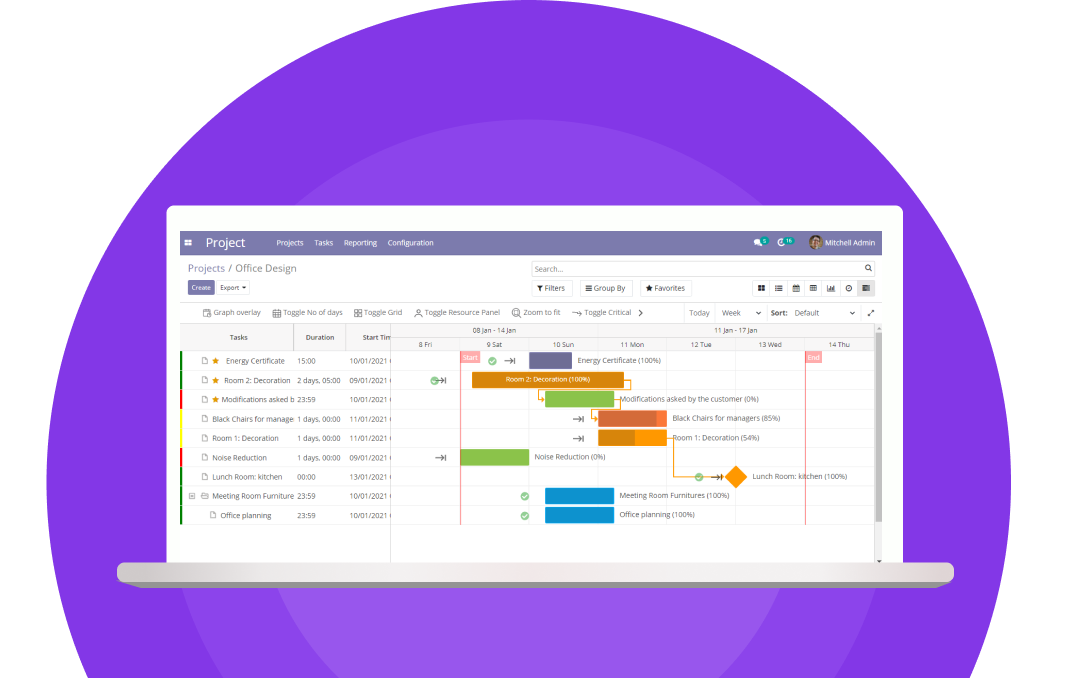 Project Projects Tasks Reporting Configuration 5 16 Mitchell Admin
Projects / Office Design
Search...
Create Export
Filters Group By Favorites
Graph overlay Toggle No of days Toggle Grid Toggle Resource Panel Zoom to fit Toggle Critical Today Week Sort: Default
Tasks Duration Start Tim
08 Jan - 14 Jan 11 Jan - 17 Jan
8 Fri 9 Sat 10 Sun 11 Mon 12 Tue 13 Wed 14 Thu
Start End
Energy Certificate 15:00 10/01/2021 Energy Certificate (100%)
Room 2: Decoration 2 days, 05:00 09/01/2021 Room 2: Decoration (100%)
Modifications asked b 23:59 10/01/2021 Modifications asked by the customer (0%)
Black Chairs for manage 1 days, 00:00 11/01/2021 Black Chairs for managers (85%)
Room 1: Decoration 1 days, 00:00 11/01/2021 Room 1: Decoration (54%)
Noise Reduction 1 days, 00:00 09/01/2021 Noise Reduction (0%)
Lunch Room: kitchen 00:00 13/01/2021 Lunch Room: kitchen (100%)
Meeting Room Furniture 23:59 10/01/2021 Meeting Room Furnitures (100%)
Office planning 23:59 10/01/2021 Office planning (100%)